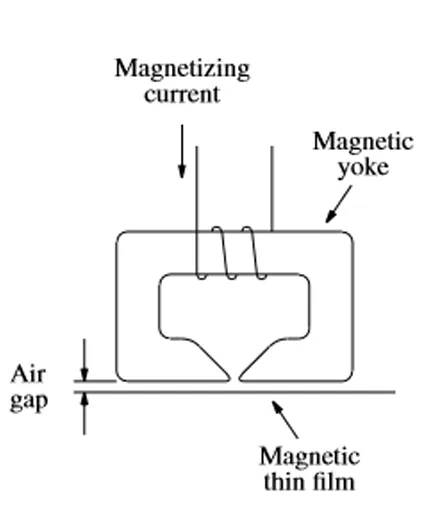 Magnetizing
current
Magnetic
yoke
Air
gap
Magnetic
thin film